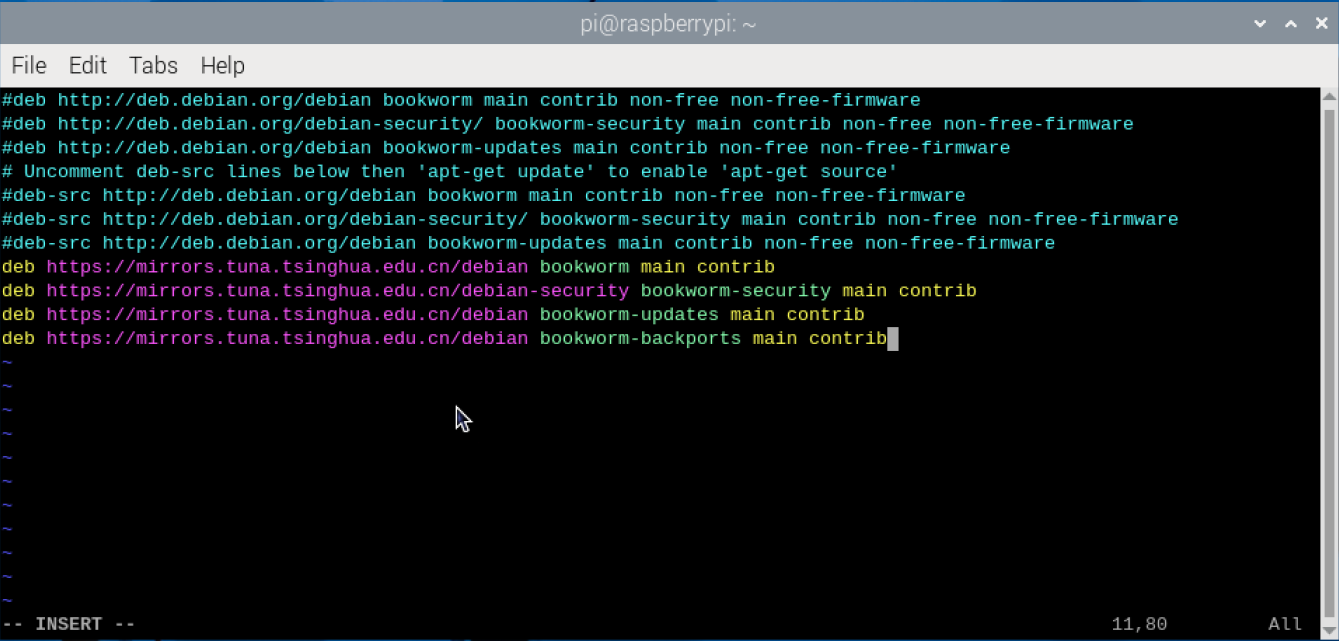 pi@raspberrypi: ~
File Edit Tabs Help
#deb http://deb.debian.org/debian bookworm main contrib non-free non-free-firmware
#deb http://deb.debian.org/debian-security/ bookworm-security main contrib non-free non-free-firmware
#deb http://deb.debian.org/debian bookworm-updates main contrib non-free non-free-firmware
# Uncomment deb-src lines below then 'apt-get update' to enable 'apt-get source'
#deb-src http://deb.debian.org/debian bookworm main contrib non-free non-free-firmware
#deb-src http://deb.debian.org/debian-security/ bookworm-security main contrib non-free non-free-firmware
#deb-src http://deb.debian.org/debian bookworm-updates main contrib non-free non-free-firmware
deb https://mirrors.tuna.tsinghua.edu.cn/debian bookworm main contrib
deb https://mirrors.tuna.tsinghua.edu.cn/debian-security bookworm-security main contrib
deb https://mirrors.tuna.tsinghua.edu.cn/debian bookworm-updates main contrib
deb https://mirrors.tuna.tsinghua.edu.cn/debian bookworm-backports main contrib
~
~
~
~
~
~
~
~
~
~
~
-- INSERT -- 11,80 All